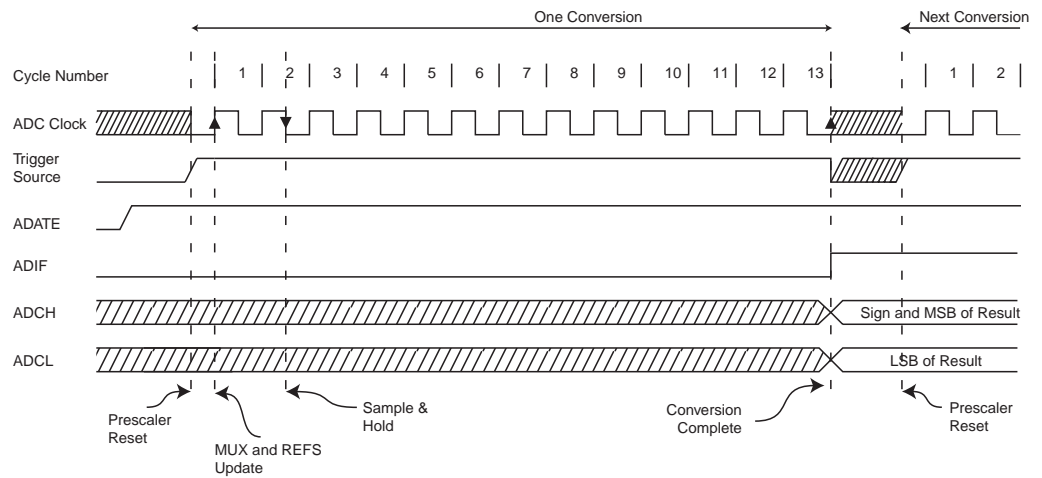 One Conversion
Next Conversion
Cycle Number
1 2 3 4 5 6 7 8 9 10 11 12 13 1 2
ADC Clock
Trigger
Source
ADATE
ADIF
ADCH
Sign and MSB of Result
ADCL
LSB of Result
Prescaler
Reset
MUX and REFS
Update
Sample &
Hold
Conversion
Complete
Prescaler
Reset